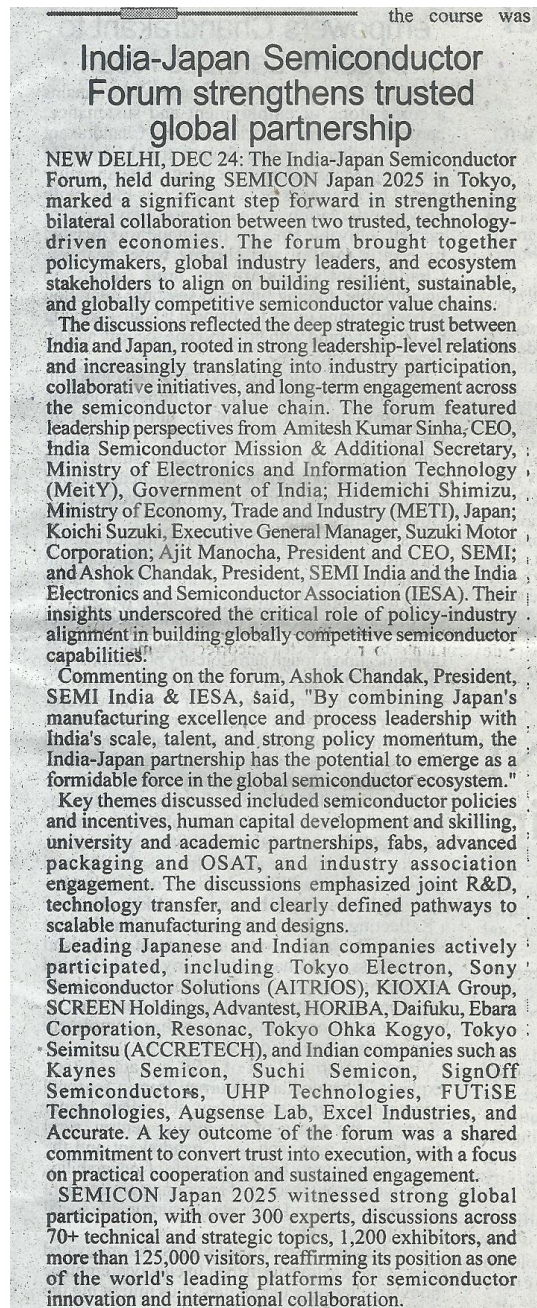 the course was
India-Japan Semiconductor
Forum strengthens trusted
global partnership
NEW DELHI, DEC 24: The India-Japan Semiconductor
Forum, held during SEMICON Japan 2025 in Tokyo,
marked a significant step forward in strengthening
bilateral collaboration between two trusted, technology-
driven economies. The forum brought together
policymakers, global industry leaders, and ecosystem
stakeholders to align on building resilient, sustainable,
and globally competitive semiconductor value chains.
The discussions reflected the deep strategic trust between
India and Japan, rooted in strong leadership-level relations
and increasingly translating into industry participation,
collaborative initiatives, and long-term engagement across
the semiconductor value chain. The forum featured
leadership perspectives from Amitesh Kumar Sinha, CEO,
India Semiconductor Mission & Additional Secretary,
Ministry of Electronics and Information Technology
(MeitY), Government of India; Hidemichi Shimizu,
Ministry of Economy, Trade and Industry (METI), Japan;
Koichi Suzuki, Executive General Manager, Suzuki Motor
Corporation; Ajit Manocha, President and CEO, SEMI;
and Ashok Chandak, President, SEMI India and the India
Electronics and Semiconductor Association (IESA). Their
insights underscored the critical role of policy-industry
alignment in building globally competitive semiconductor
capabilities.
Commenting on the forum, Ashok Chandak, President,
SEMI India & IESA, said, "By combining Japan's
manufacturing excellence and process leadership with
India's scale, talent, and strong policy momentum, the
India-Japan partnership has the potential to emerge as a
formidable force in the global semiconductor ecosystem."
Key themes discussed included semiconductor policies
and incentives, human capital development and skilling,
university and academic partnerships, fabs, advanced
packaging and OSAT, and industry association
engagement. The discussions emphasized joint R&D,
technology transfer, and clearly defined pathways to
scalable manufacturing and designs.
Leading Japanese and Indian companies actively
participated, including Tokyo Electron, Sony
Semiconductor Solutions (AITRIOS), KIOXIA Group,
SCREEN Holdings, Advantest, HORIBA, Daifuku, Ebara
Corporation, Resonac, Tokyo Ohka Kogyo, Tokyo
Seimitsu (ACCRETECH), and Indian companies such as
Kaynes Semicon, Suchi Semicon, SignOff
Semiconductors, UHP Technologies, FUTiSE
Technologies, Augsense Lab, Excel Industries, and
Accurate. A key outcome of the forum was a shared
commitment to convert trust into execution, with a focus
on practical cooperation and sustained engagement.
SEMICON Japan 2025 witnessed strong global
participation, with over 300 experts, discussions across
70+ technical and strategic topics, 1,200 exhibitors, and
more than 125,000 visitors, reaffirming its position as one
of the world's leading platforms for semiconductor
innovation and international collaboration.